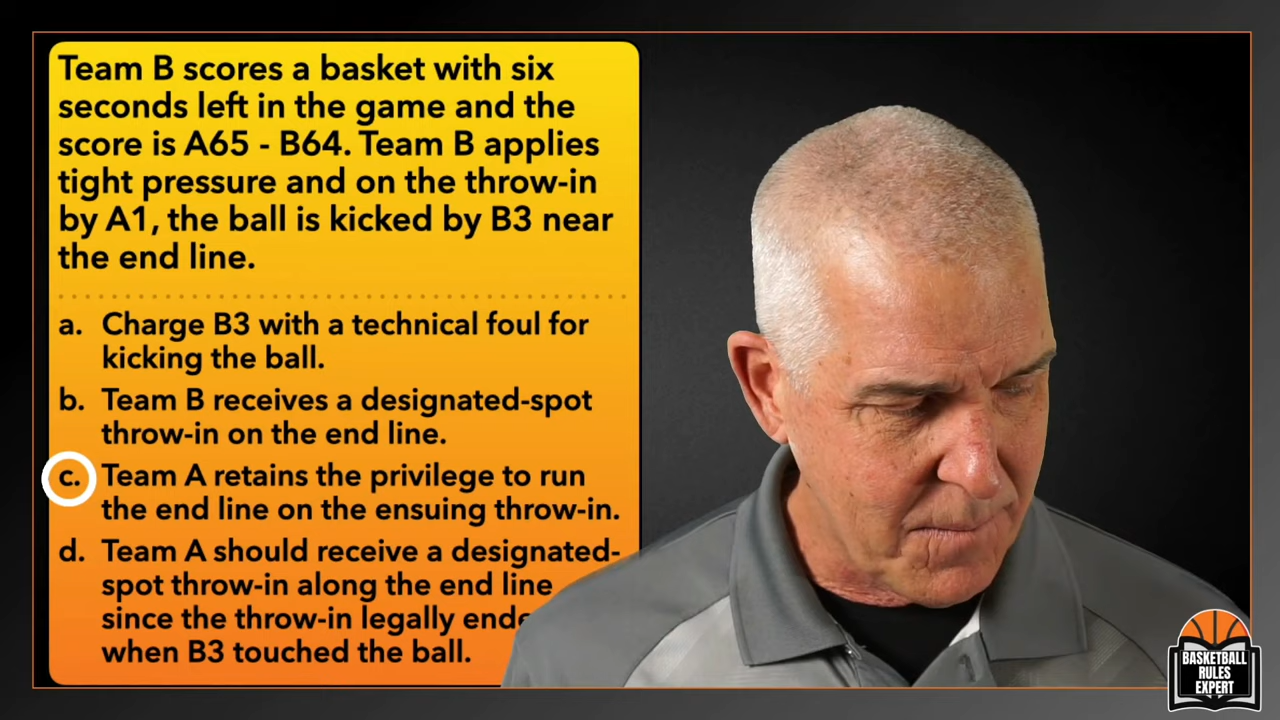 Team B scores a basket with six
seconds left in the game and the
score is A65 - B64. Team B applies
tight pressure and on the throw-in
by A1, the ball is kicked by B3 near
the end line.
a. Charge B3 with a technical foul for
kicking the ball.
b. Team B receives a designated-spot
throw-in on the end line.
c. Team A retains the privilege to run
the end line on the ensuing throw-in.
d. Team A should receive a designated-
spot throw-in along the end line
since the throw-in legally
when B3 touched the ball.
BASKETBALL
RULES
EXPERT